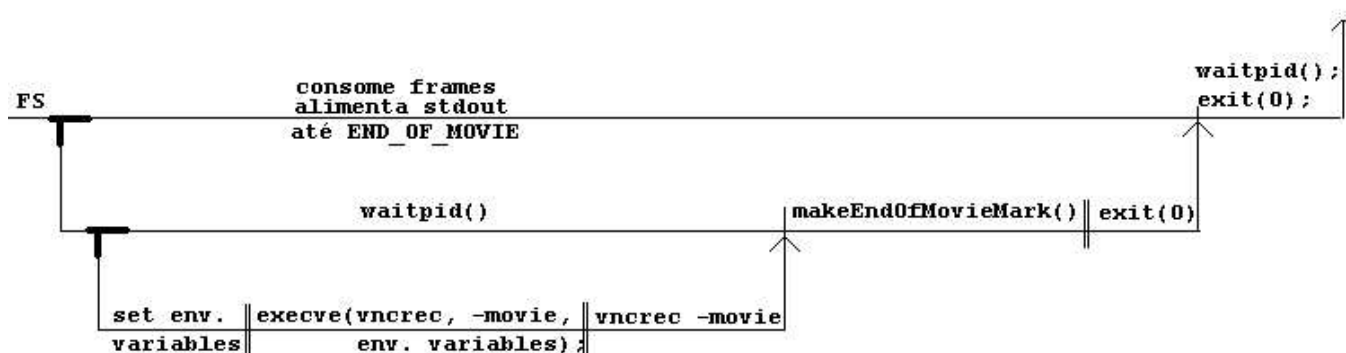 FS
consome frames
alimenta stdout
até END_OF_MOVIE
waitpid();
exit(0);
waitpid()
makeEndOfMovieMark()
exit(0)
set env.
variables
execve(vncrec, -movie,
env. variables);
vncrec -movie